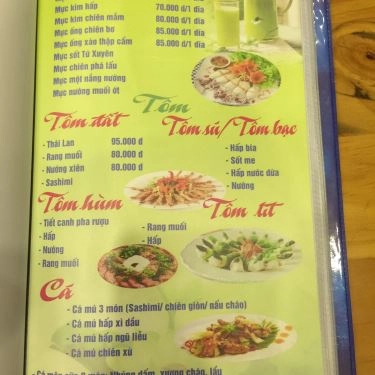 Mực kim hấp 70.000 đ/1 dĩa
Mực kim chiên mắm 80.000 đ/1 dĩa
Mực ống chiên bơ 85.000 đ/1 dĩa
Mực ống xào thập cẩm 85.000 đ/1 dĩa
Mực sốt Tứ Xuyên
Mực chiên phá lấu
Mực một nắng nướng
Mực nướng muối ớt
Tôm
Tôm đất
- Thái Lan 95.000 đ
- Rang muối 80.000 đ
- Nướng xiên 80.000 đ
- Sashimi
Tôm sú/ Tôm bạc
- Hấp bia
- Sốt me
- Hấp nước dừa
- Nướng
Tôm hùm
- Tiết canh pha rượu
- Hấp
- Nướng
- Rang muối
Tôm tít
- Rang muối
- Hấp
Cá
- Cá mú 3 món (Sashimi/ chiên giòn/ nấu cháo)
- Cá mú hấp xì dầu
- Cá mú hấp ngũ liễu
- Cá mú chiên xù
món: Nhúng dấm, xương cháo, lẩu